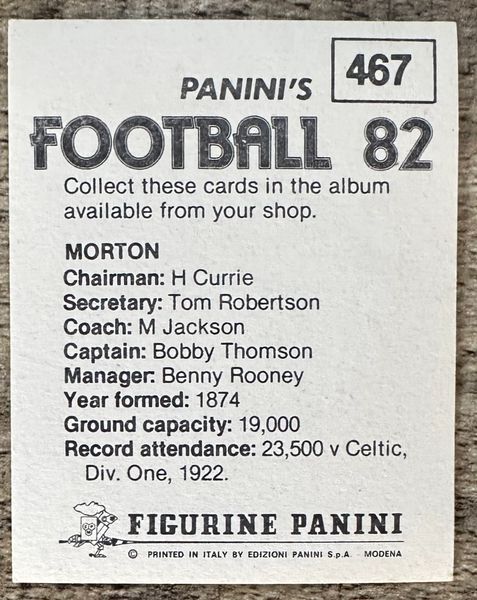 467
PANINI'S
FOOTBALL 82
Collect these cards in the album
available from your shop.
MORTON
Chairman: H Currie
Secretary: Tom Robertson
Coach: M Jackson
Captain: Bobby Thomson
Manager: Benny Rooney
Year formed: 1874
Ground capacity: 19,000
Record attendance: 23,500 v Celtic,
Div. One, 1922.
FIGURINE PANINI
© PRINTED IN ITALY BY EDIZIONI PANINI S.p.A. - MODENA